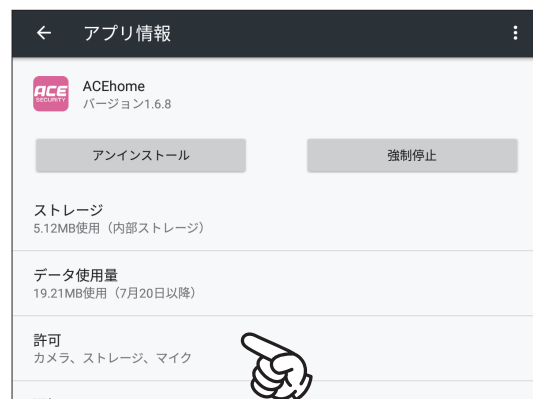 アプリ情報
ACE
SECURITY
ACEhome
バージョン1.6.8
アンインストール
強制停止
ストレージ
5.12MB使用（内部ストレージ）
データ使用量
19.21MB使用（7月20日以降）
許可
カメラ、ストレージ、マイク